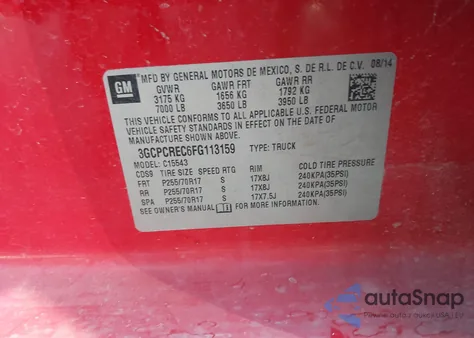 GM
MFD BY GENERAL MOTORS DE MEXICO, S. DE R.L. DE C.V. 08/14
GVWR GAWR FRT GAWR RR
3175 KG 1656 KG 1792 KG
7000 LB 3650 LB 3950 LB
THIS VEHICLE CONFORMS TO ALL APPLICABLE U.S. FEDERAL MOTOR
VEHICLE SAFETY STANDARDS IN EFFECT ON THE DATE OF
MANUFACTURE SHOWN ABOVE.
3GCPCREC6FG113159 TYPE: TRUCK
MODEL: C15543
CDS9 TIRE SIZE SPEED RTG RIM COLD TIRE PRESSURE
FRT P255/70R17 S 17X8J 240KPA(35PSI)
RR P255/70R17 S 17X8J 240KPA(35PSI)
SPA P255/70R17 S 17X7.5J 240KPA(35PSI)
SEE OWNER'S MANUAL FOR MORE INFORMATION
autoSnap